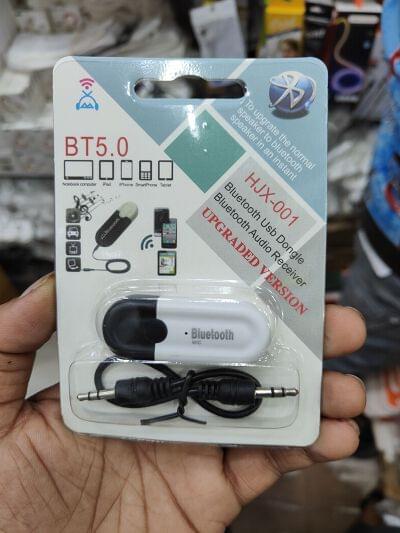 BT5.0
Notebook computer iPad iPhone SmartPhone Tablet
To upgrade the normal
speaker to bluetooth
speaker in an instant
HJX-001
Bluetooth Usb Dongle
Bluetooth Audio Receiver
UPGRADED VERSION
Bluetooth
MIC